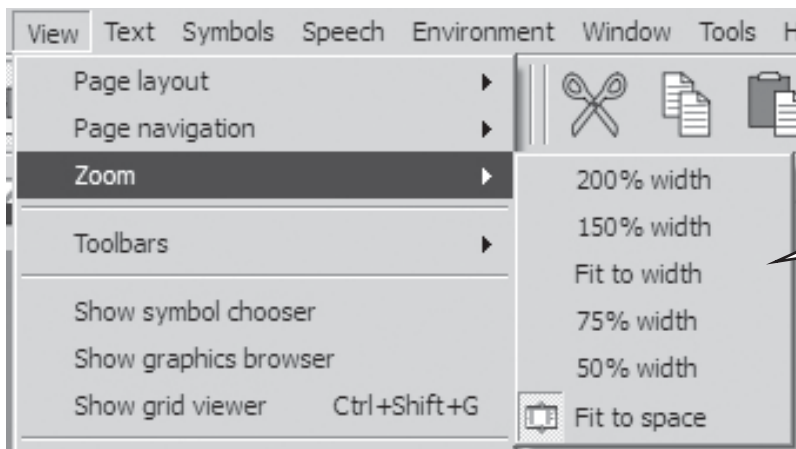 View Text Symbols Speech Environment Window Tools
Page layout
Page navigation
Zoom
Toolbars
Show symbol chooser
Show graphics browser
Show grid viewer Ctrl+Shift+G
200% width
150% width
Fit to width
75% width
50% width
Fit to space